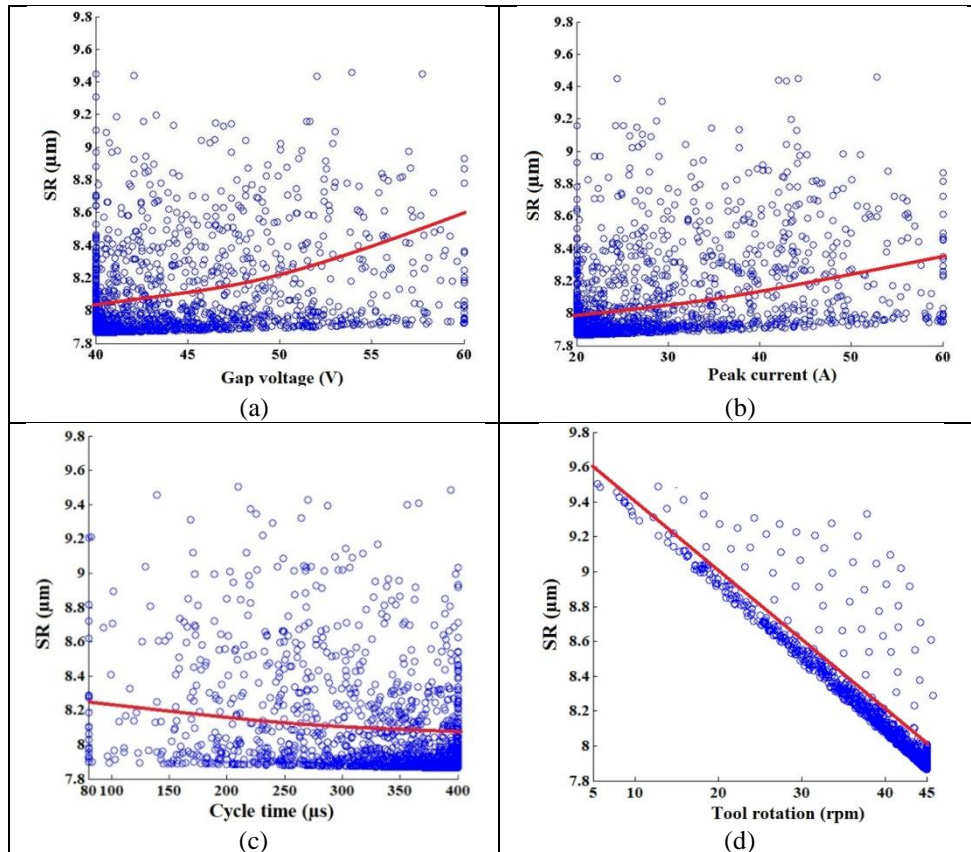 9.8
9.6
9.4
9.2
9
8.8
8.6
8.4
8.2
8
7.8
SR (µm)
40 45 50 55 60
Gap voltage (V)
(a)
9.8
9.6
9.4
9.2
9
8.8
8.6
8.4
8.2
8
7.8
SR (µm)
20 30 40 50 60
Peak current (A)
(b)
9.8
9.6
9.4
9.2
9
8.8
8.6
8.4
8.2
8
7.8
SR (µm)
80 100 150 200 250 300 350 400
Cycle time (µs)
(c)
9.8
9.6
9.4
9.2
9
8.8
8.6
8.4
8.2
8
7.8
SR (µm)
5 10 20 30 40 45
Tool rotation (rpm)
(d)